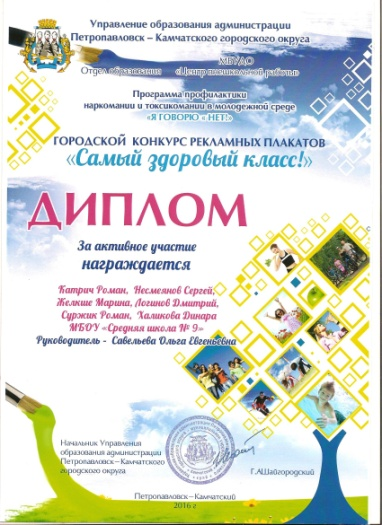 Управление образования администрации
Петропавловск – Камчатского городского округа
МБУДО
Отдел образования «Центр внешкольной работы»
Программа профилактики
наркомании и токсикомании в молодежной среде
«Я ГОВОРЮ « НЕТ!»
ГОРОДСКОЙ КОНКУРС РЕКЛАМНЫХ ПЛАКАТОВ
«Самый здоровый класс!»
ДИПЛОМ
За активное участие
награждается
Катрич Роман, Несмеянов Сергей,
Желкие Марина, Логинов Дмитрий,
Суржик Роман, Халикова Динара
МБОУ «Средняя школа № 9»
Руководитель - Савельева Ольга Евгеньевна
Начальник Управления
образования администрации
Петропавловск – Камчатского
городского округа
Г.А.Шайгородский
Петропавловск – Камчатский
2016 г